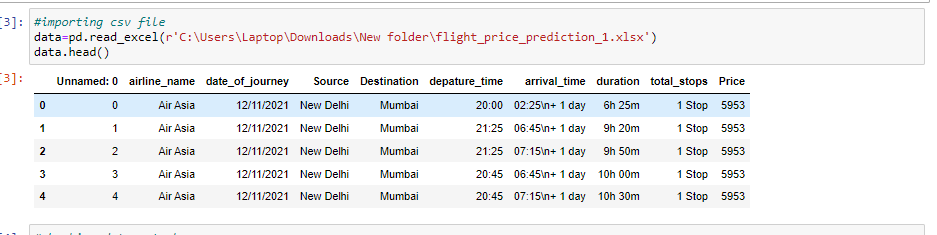 [3]:
#importing csv file
data=pd.read_excel(r'C:\Users\Laptop\Downloads\New folder\flight_price_prediction_1.xlsx')
data.head()
[3]:
Unnamed: 0 airline_name date_of_journey Source Destination depature_time arrival_time duration total_stops Price
0 0 Air Asia 12/11/2021 New Delhi Mumbai 20:00 02:25\n+ 1 day 6h 25m 1 Stop 5953
1 1 Air Asia 12/11/2021 New Delhi Mumbai 21:25 06:45\n+ 1 day 9h 20m 1 Stop 5953
2 2 Air Asia 12/11/2021 New Delhi Mumbai 21:25 07:15\n+ 1 day 9h 50m 1 Stop 5953
3 3 Air Asia 12/11/2021 New Delhi Mumbai 20:45 06:45\n+ 1 day 10h 00m 1 Stop 5953
4 4 Air Asia 12/11/2021 New Delhi Mumbai 20:45 07:15\n+ 1 day 10h 30m 1 Stop 5953